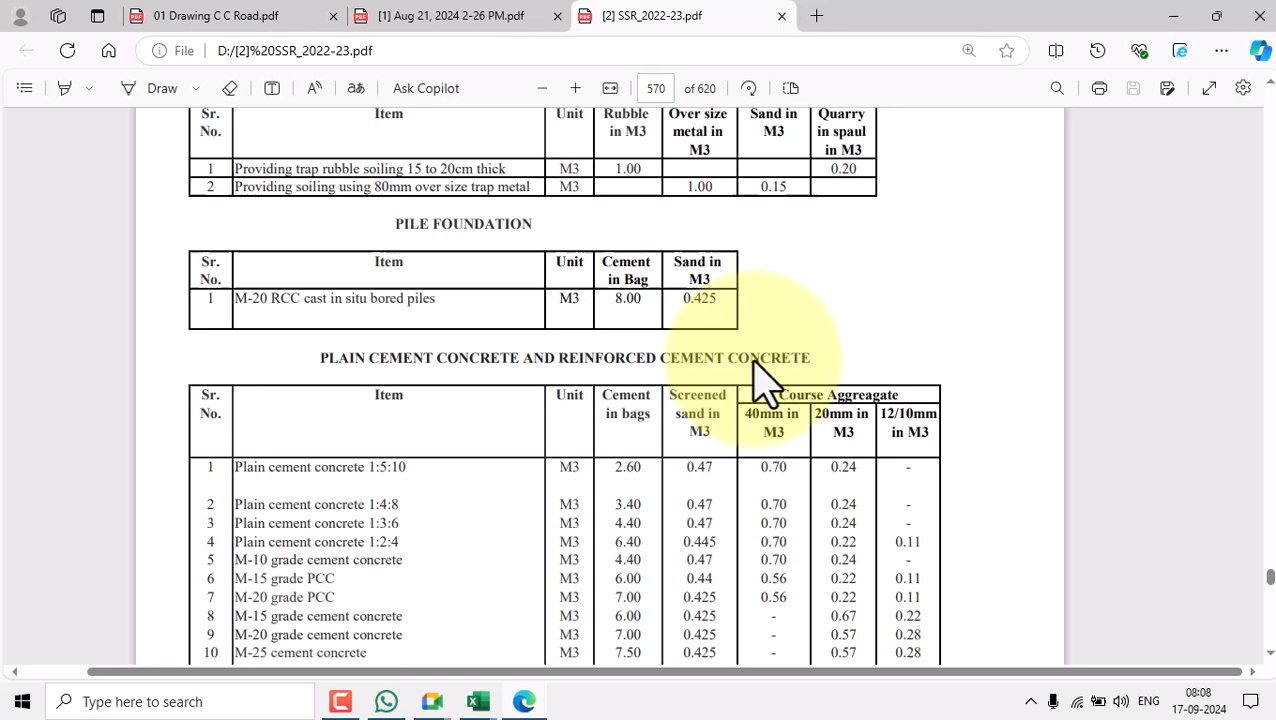 01 Drawing C C Road.pdf
[1] Aug 21, 2024 2-26 PM.pdf
[2] SSR_2022-23.pdf
File D:/[2]%20SSR_2022-23.pdf
Draw Ask Copilot 570 of 620
Sr. No. Item Unit Rubble in M3 Over size metal in M3 Sand in M3 Quarry in spaul in M3
1 Providing trap rubble soiling 15 to 20cm thick M3 1.00 0.20
2 Providing soiling using 80mm over size trap metal M3 1.00 0.15
PILE FOUNDATION
Sr. No. Item Unit Cement in Bag Sand in M3
1 M-20 RCC cast in situ bored piles M3 8.00 0.425
PLAIN CEMENT CONCRETE AND REINFORCED CEMENT CONCRETE
Sr. No. Item Unit Cement in bags Screened sand in M3 Course Aggreagate
40mm in M3 20mm in M3 12/10mm in M3
1 Plain cement concrete 1:5:10 M3 2.60 0.47 0.70 0.24 -
2 Plain cement concrete 1:4:8 M3 3.40 0.47 0.70 0.24 -
3 Plain cement concrete 1:3:6 M3 4.40 0.47 0.70 0.24 -
4 Plain cement concrete 1:2:4 M3 6.40 0.445 0.70 0.22 0.11
5 M-10 grade cement concrete M3 4.40 0.47 0.70 0.24 -
6 M-15 grade PCC M3 6.00 0.44 0.56 0.22 0.11
7 M-20 grade PCC M3 7.00 0.425 0.56 0.22 0.11
8 M-15 grade cement concrete M3 6.00 0.425 - 0.67 0.22
9 M-20 grade cement concrete M3 7.00 0.425 - 0.57 0.28
10 M-25 cement concrete M3 7.50 0.425 - 0.57 0.28
Type here to search
ENG
08:08
17-09-2024